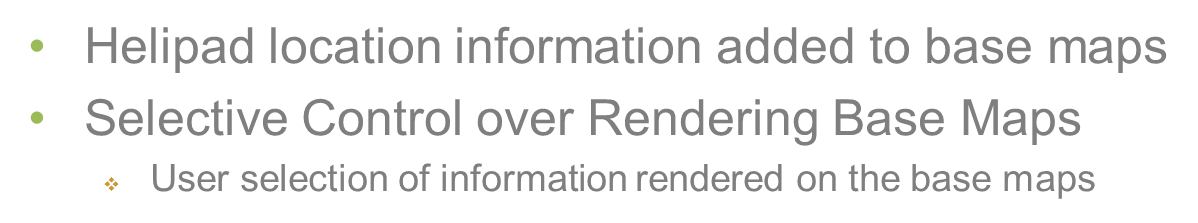 • Helipad location information added to base maps
• Selective Control over Rendering Base Maps
❖ User selection of information rendered on the base maps